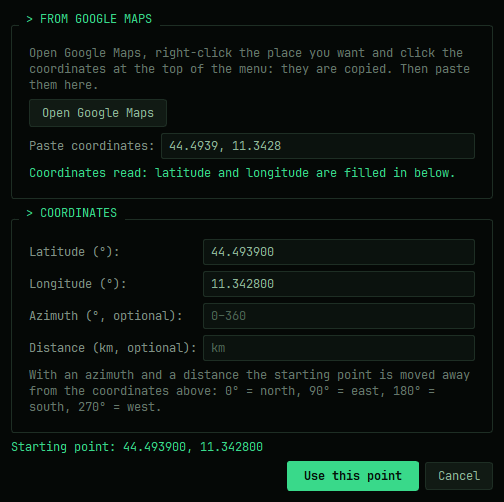 > FROM GOOGLE MAPS
Open Google Maps, right-click the place you want and click the
coordinates at the top of the menu: they are copied. Then paste
them here.
Open Google Maps
Paste coordinates: 44.4939, 11.3428
Coordinates read: latitude and longitude are filled in below.
> COORDINATES
Latitude (°): 44.493900
Longitude (°): 11.342800
Azimuth (°, optional): 0-360
Distance (km, optional): km
With an azimuth and a distance the starting point is moved away
from the coordinates above: 0° = north, 90° = east, 180° =
south, 270° = west.
Starting point: 44.493900, 11.342800
Use this point Cancel